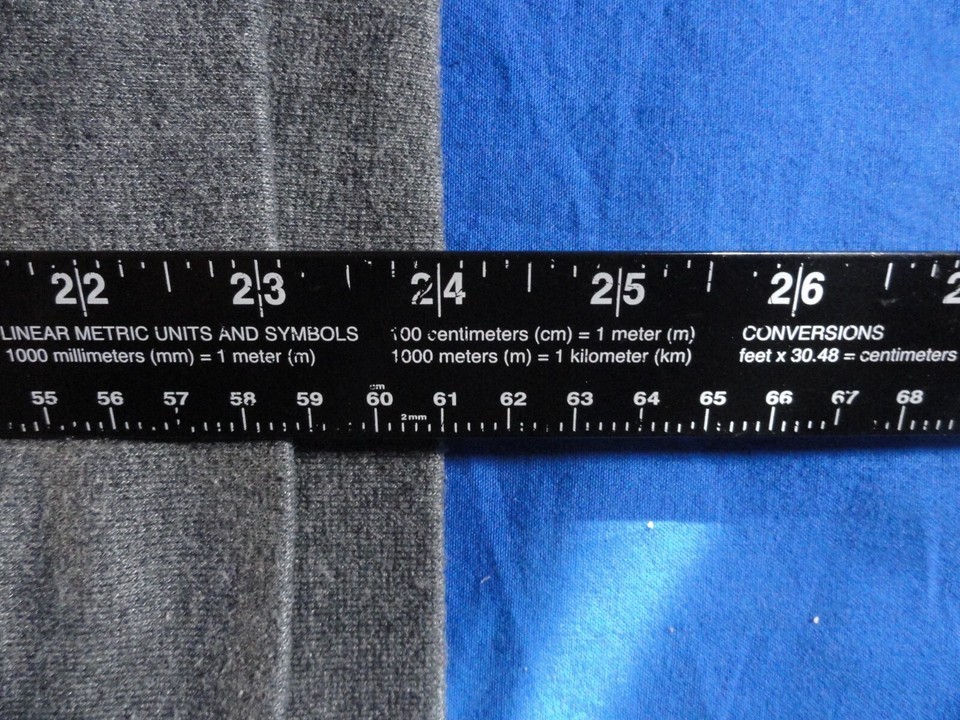 22 23 24 25 26 2
LINEAR METRIC UNITS AND SYMBOLS 100 centimeters (cm) = 1 meter (m) CONVERSIONS
1000 millimeters (mm) = 1 meter (m) 1000 meters (m) = 1 kilometer (km) feet x 30.48 = centimeters
cm
55 56 57 58 59 60 61 62 63 64 65 66 67 68
2mm